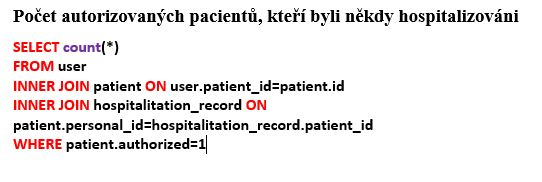 Počet autorizovaných pacientů, kteří byli někdy hospitalizováni
SELECT count(*)
FROM user
INNER JOIN patient ON user.patient_id=patient.id
INNER JOIN hospitalitation_record ON
patient.personal_id=hospitalitation_record.patient_id
WHERE patient.authorized=1